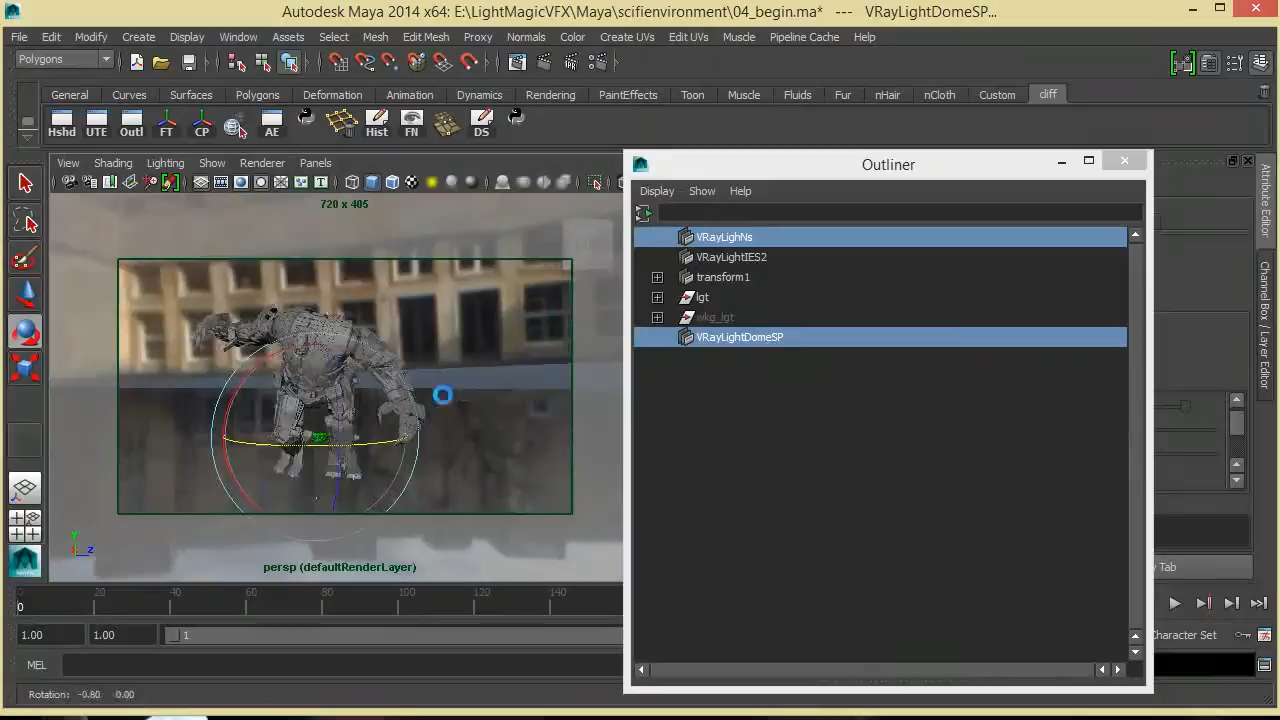 Autodesk Maya 2014 x64: E:\LightMagicVFX\Maya\scifienvironment\04_begin.ma* --- VRayLightDomeSP...
File Edit Modify Create Display Window Assets Select Mesh Edit Mesh Proxy Normals Color Create UVs Edit UVs Muscle Pipeline Cache Help
Polygons
General Curves Surfaces Polygons Deformation Animation Dynamics Rendering PaintEffects Toon Muscle Fluids Fur nHair nCloth Custom diff
Hshd UTE Outl FT CP AE Hist FN DS
View Shading Lighting Show Renderer Panels
720 x 405
persp (defaultRenderLayer)
Outliner
Display Show Help
VRayLighNs
VRayLightIES2
transform1
lgt
wkg_lgt
VRayLightDomeSP
Attribute Editor
Channel Box / Layer Editor
y Tab
0 20 40 60 80 100 120 140
0
1.00 1.00 1
Character Set
MEL
Rotation: -0.80 0.00